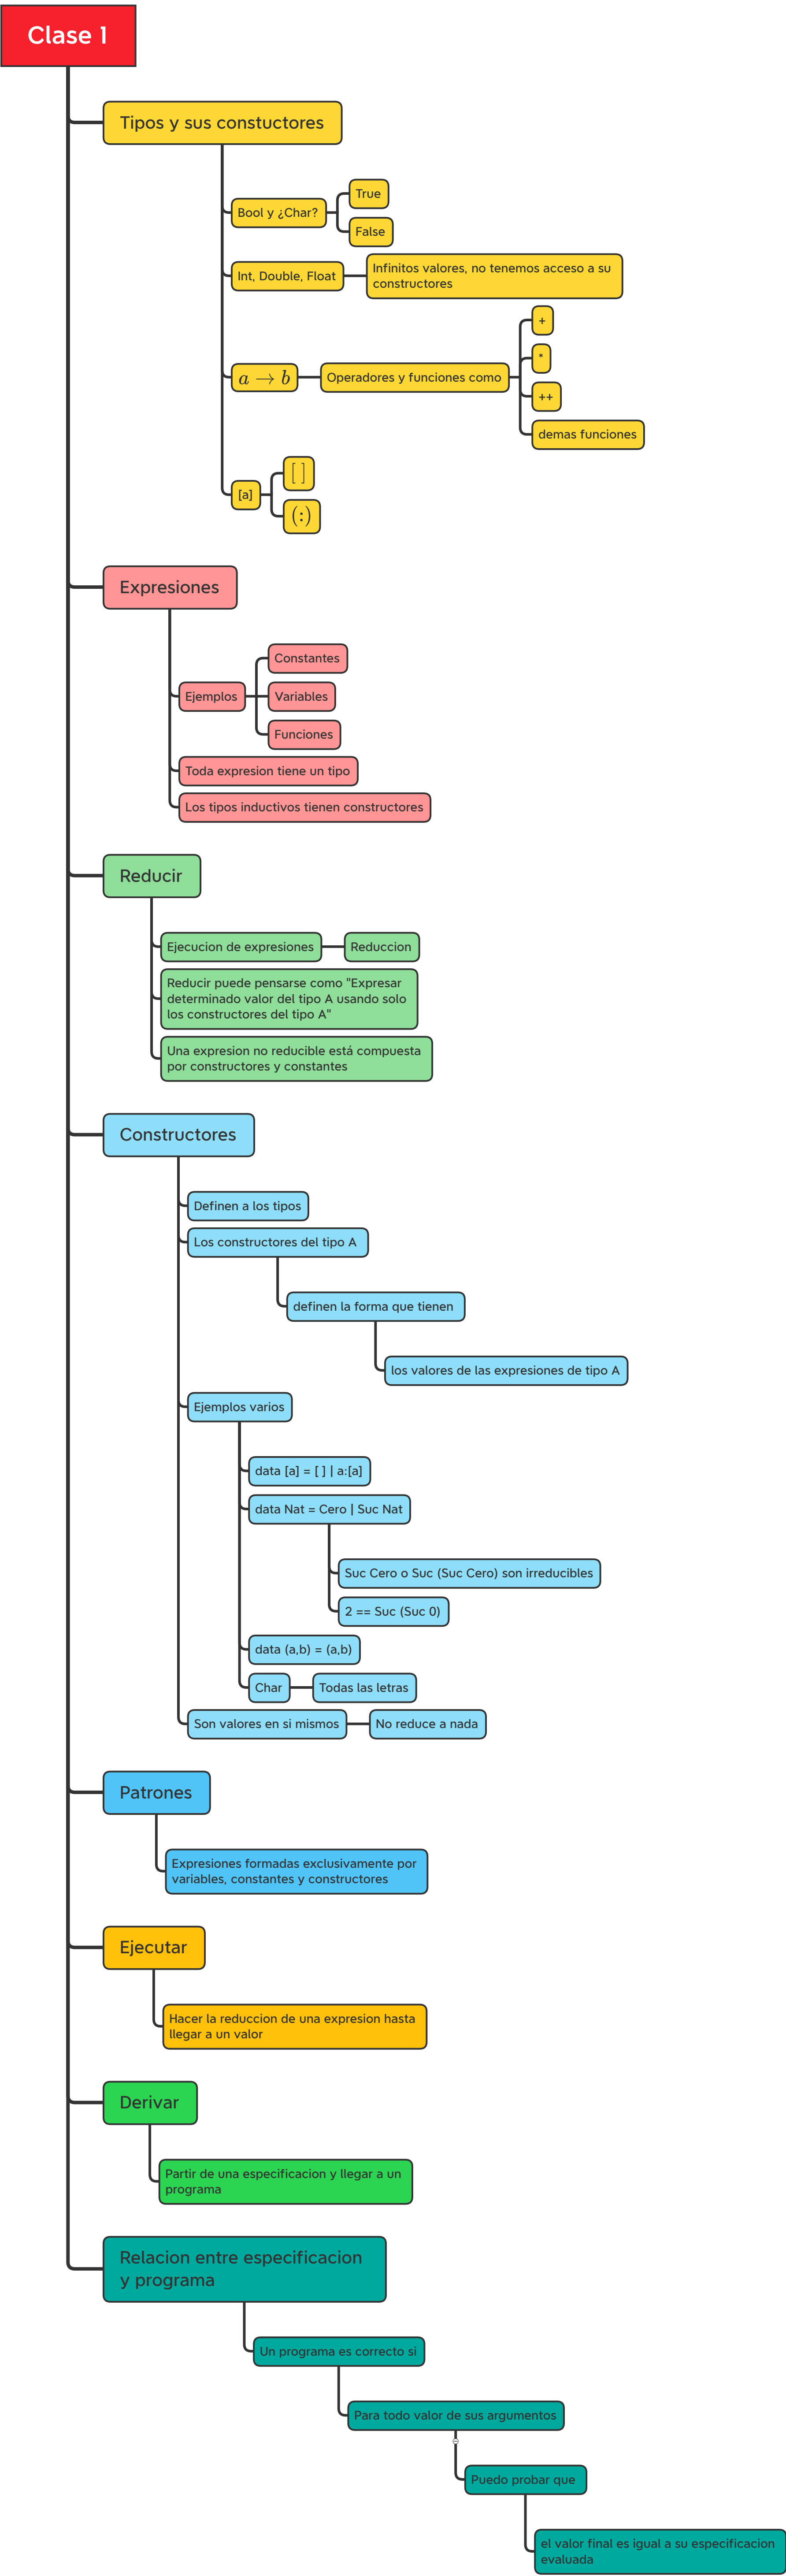 Clase 1
Tipos y sus constuctores
Bool y ¿Char?
True
False
Int, Double, Float
Infinitos valores, no tenemos acceso a su
constructores
a → b
Operadores y funciones como
+
*
++
demas funciones
[a]
[ ]
(:)
Expresiones
Ejemplos
Constantes
Variables
Funciones
Toda expresion tiene un tipo
Los tipos inductivos tienen constructores
Reducir
Ejecucion de expresiones
Reduccion
Reducir puede pensarse como "Expresar
determinado valor del tipo A usando solo
los constructores del tipo A"
Una expresion no reducible está compuesta
por constructores y constantes
Constructores
Definen a los tipos
Los constructores del tipo A
definen la forma que tienen
los valores de las expresiones de tipo A
Ejemplos varios
data [a] = [ ] | a:[a]
data Nat = Cero | Suc Nat
Suc Cero o Suc (Suc Cero) son irreducibles
2 == Suc (Suc 0)
data (a,b) = (a,b)
Char
Todas las letras
Son valores en si mismos
No reduce a nada
Patrones
Expresiones formadas exclusivamente por
variables, constantes y constructores
Ejecutar
Hacer la reduccion de una expresion hasta
llegar a un valor
Derivar
Partir de una especificacion y llegar a un
programa
Relacion entre especificacion
y programa
Un programa es correcto si
Para todo valor de sus argumentos
Puedo probar que
el valor final es igual a su especificacion
evaluada